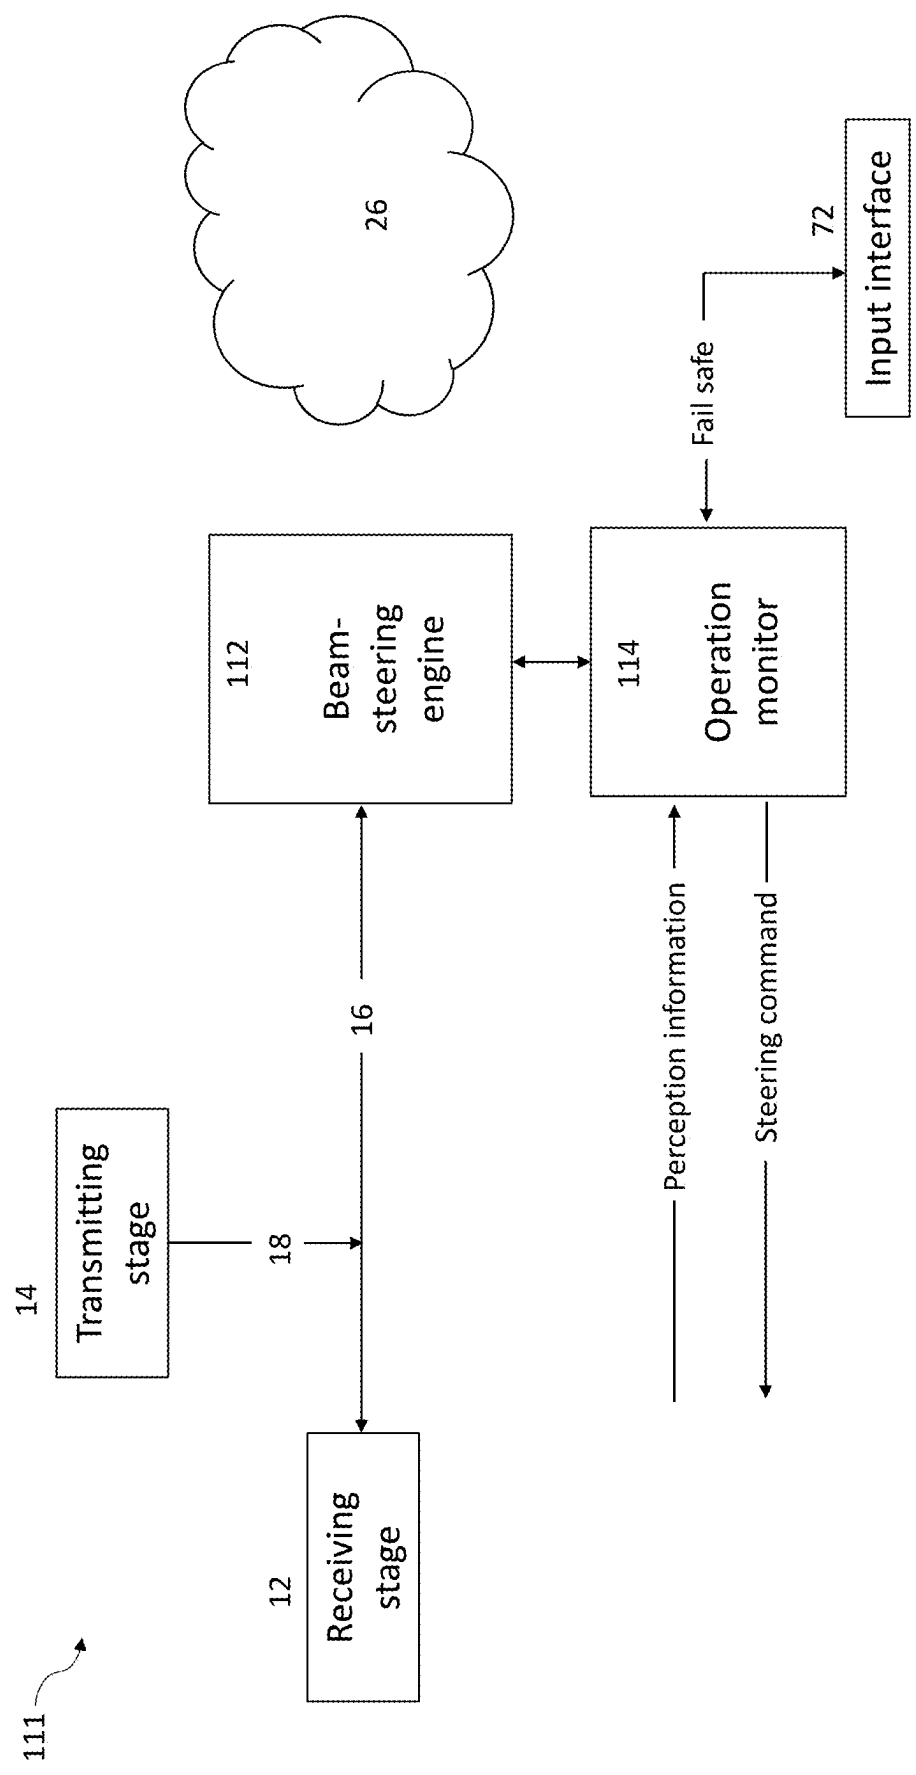 111
14
Transmitting
stage
18
12
Receiving
stage
16
112
Beam-
steering
engine
26
Perception information
Steering command
114
Operation
monitor
Fail safe
72
Input interface